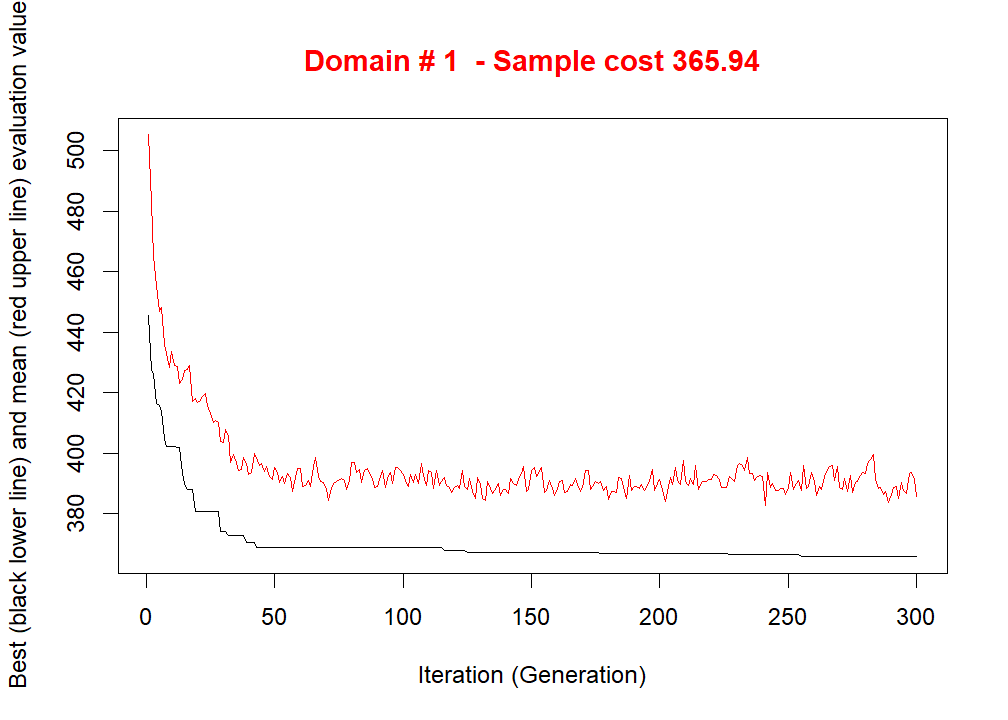 Domain # 1  - Sample cost 365.94
Best (black lower line) and mean (red upper line) evaluation value
500
480
460
440
420
400
380
0 50 100 150 200 250 300
Iteration (Generation)